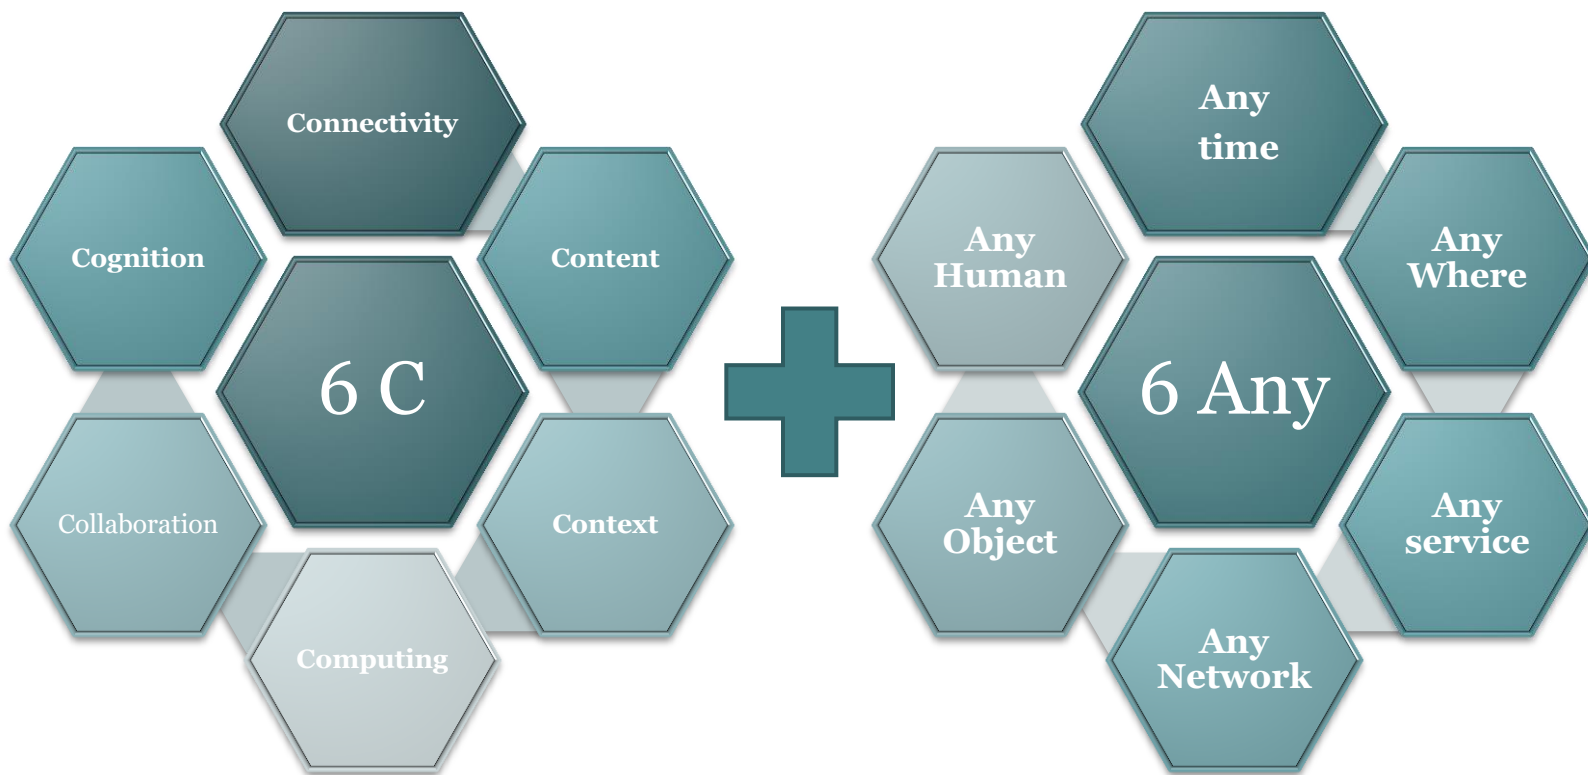 Connectivity
Content
Context
Computing
Collaboration
Cognition
6 C
Any
time
Any
Where
Any
service
Any
Network
Any
Object
Any
Human
6 Any